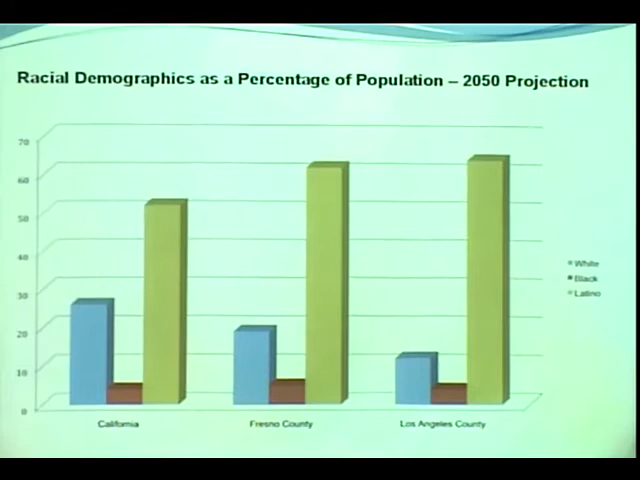 Racial Demographics as a Percentage of Population – 2050 Projection
70
60
50
40
30
20
10
0
California
Fresno County
Los Angeles County
White
Black
Latino